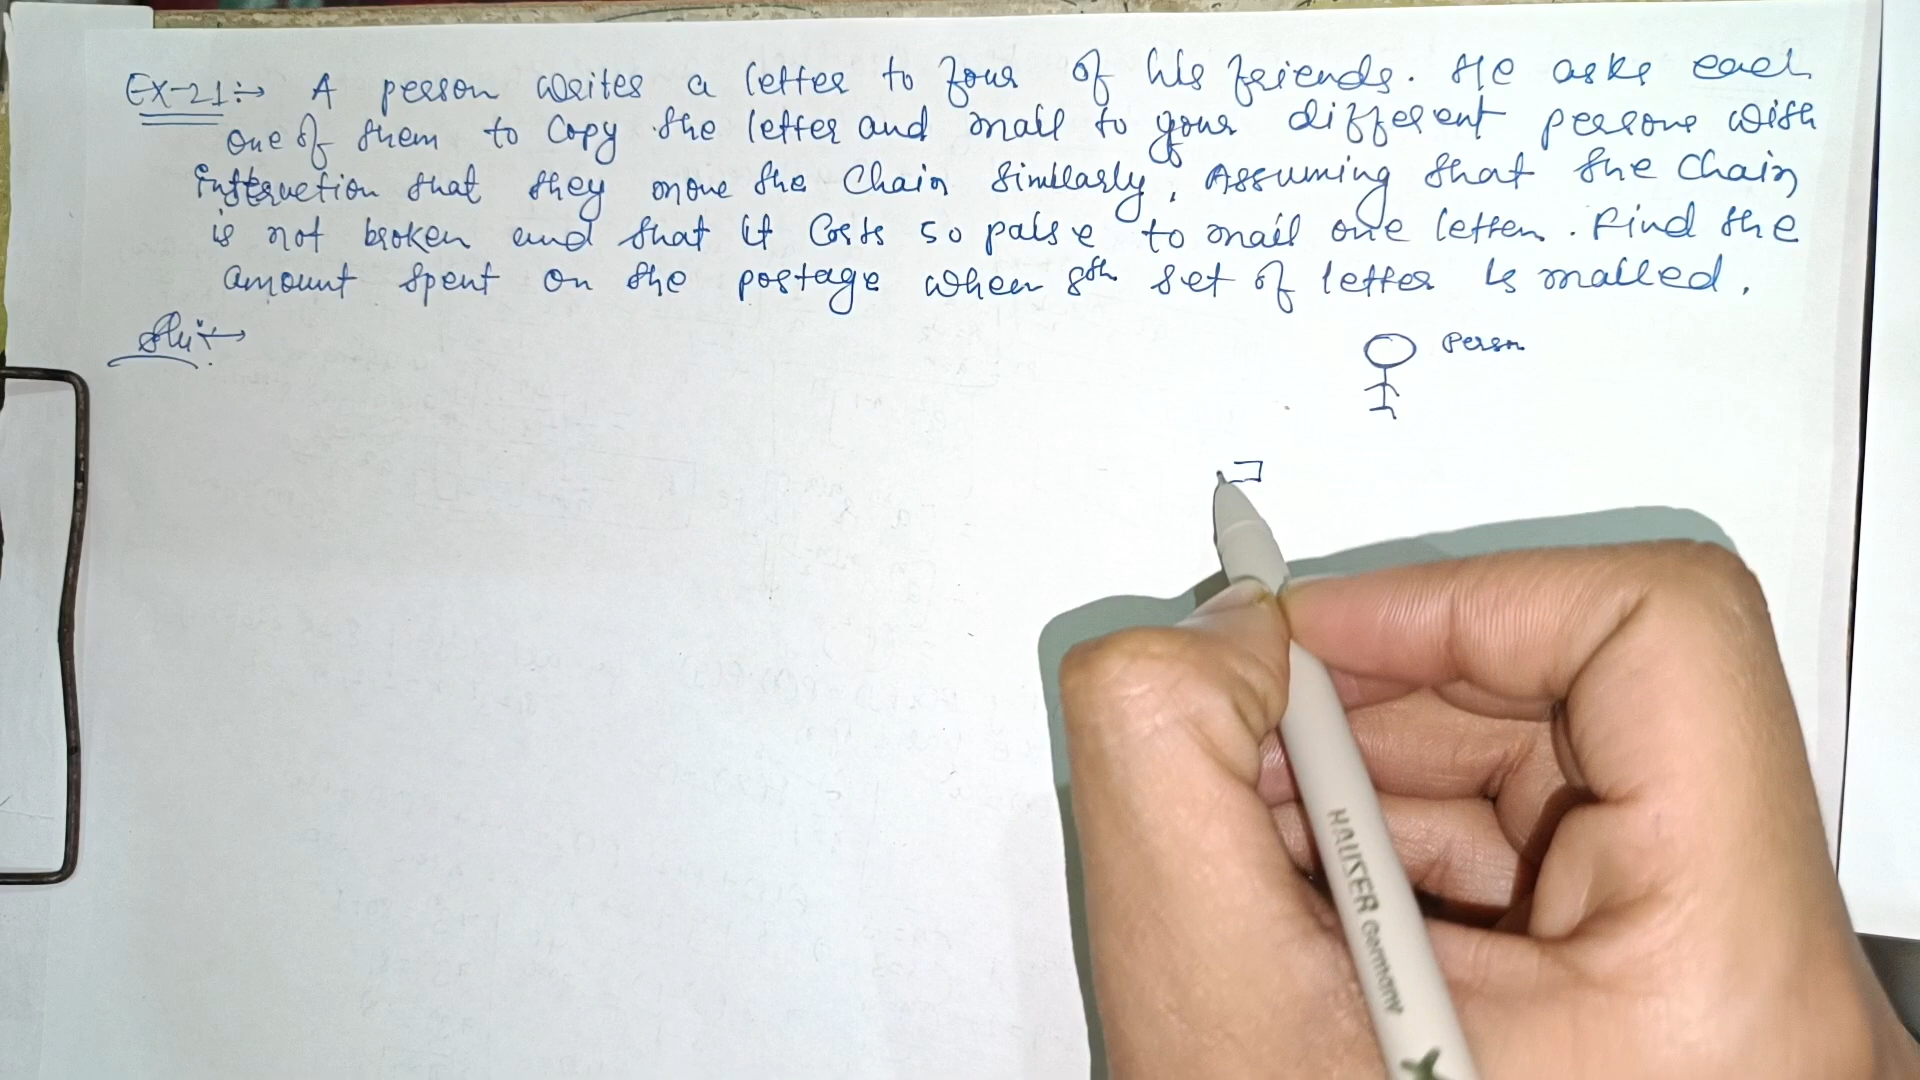 Ex-21:→ A person writes a letter to four of his friends. He asks each
one of them to copy the letter and mail to four different persons with
instruction that they move the chain similarly. Assuming that the chain
is not broken and that it costs 50 paise to mail one letter. Find the
amount spent on the postage when 8th set of letter is mailed.
Slu:→
Person
HAUSER Germany